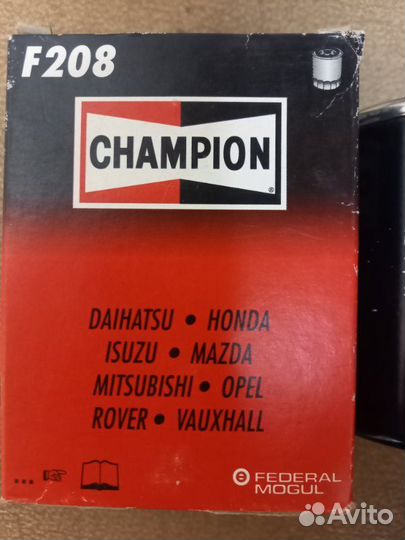 F208
CHAMPION
®
DAIHATSU • HONDA
ISUZU • MAZDA
MITSUBISHI • OPEL
ROVER • VAUXHALL
...
FEDERAL
MOGUL
Avito